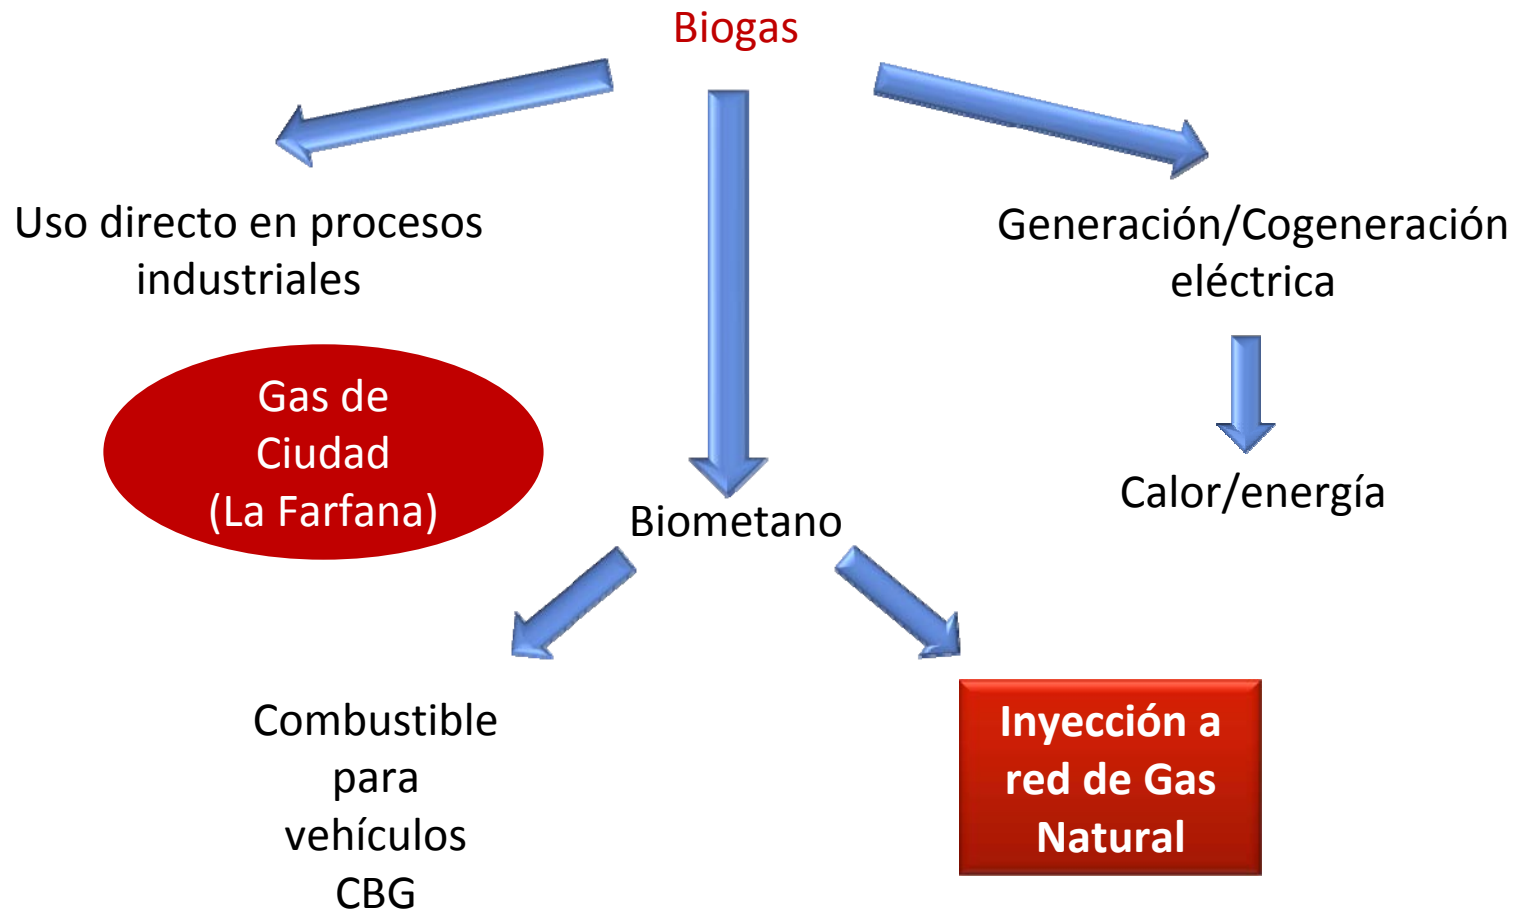 Biogas
Uso directo en procesos
industriales
Generación/Cogeneración
eléctrica
Gas de
Ciudad
(La Farfana)
Calor/energía
Biometano
Combustible
para
vehículos
CBG
Inyección a
red de Gas
Natural